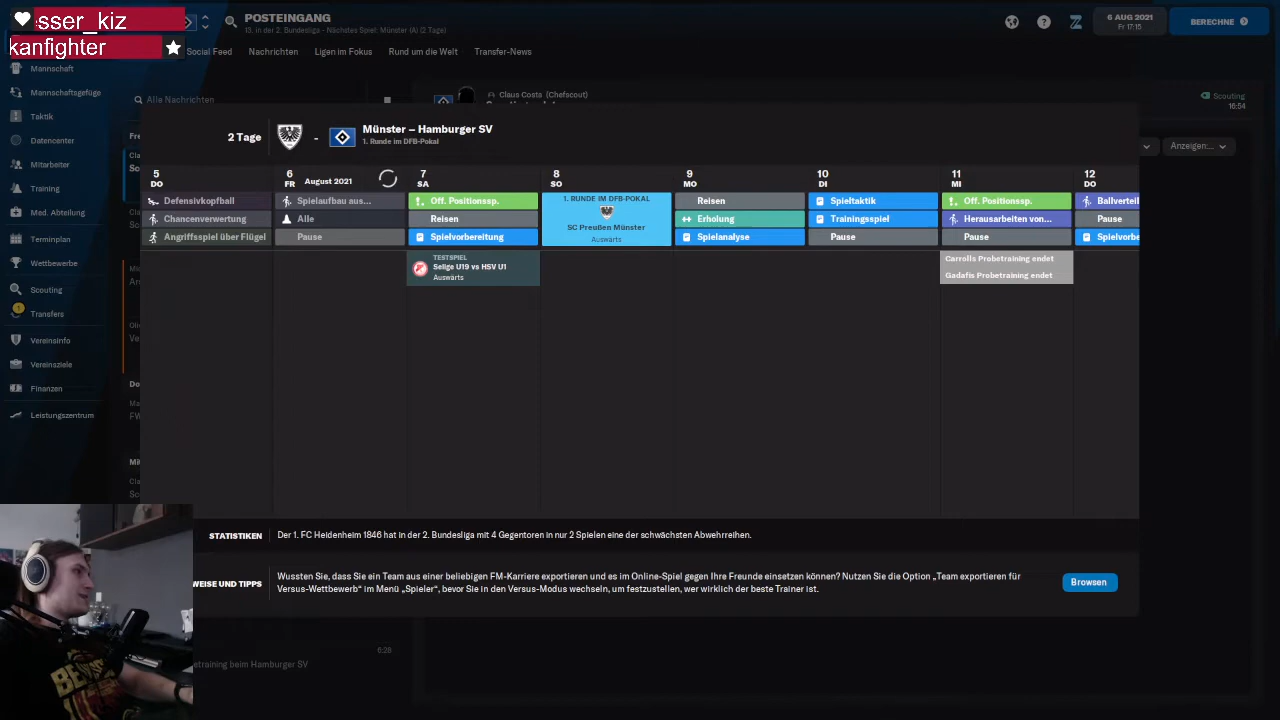 sser_kiz
kanfighter
POSTEINGANG
13. in der 2. Bundesliga - Nächstes Spiel: Münster (A) (2 Tage)
6 AUG 2021
Fr 17:15
BERECHNE
Social Feed
Nachrichten
Ligen im Fokus
Rund um die Welt
Transfer-News
Mannschaft
Mannschaftsgefüge
Taktik
Datencenter
Mitarbeiter
Training
Med. Abteilung
Terminplan
Wettbewerbe
Scouting
1
Transfers
Vereinsinfo
Vereinsziele
Finanzen
Leistungszentrum
Alle Nachrichten
Claus Costa (Chefscout)
Scouting
16:54
Anzeigen:...
2 Tage
-
Münster – Hamburger SV
1. Runde im DFB-Pokal
5
DO
6
FR
August 2021
7
SA
8
SO
9
MO
10
DI
11
MI
12
DO
Defensivkopfball
Chancenverwertung
Angriffsspiel über Flügel
Spielaufbau aus...
Alle
Pause
Off. Positionssp.
Reisen
Spielvorbereitung
TESTSPIEL
Selige U19 vs HSV U1
Auswärts
1. RUNDE IM DFB-POKAL
SC Preußen Münster
Auswärts
Reisen
Erholung
Spielanalyse
Spieltaktik
Trainingsspiel
Pause
Off. Positionssp.
Herausarbeiten von...
Pause
Carrolls Probetraining endet
Gadafis Probetraining endet
Ballverteil
Pause
Spielvorbe
STATISTIKEN
Der 1. FC Heidenheim 1846 hat in der 2. Bundesliga mit 4 Gegentoren in nur 2 Spielen eine der schwächsten Abwehrreihen.
WEISE UND TIPPS
Wussten Sie, dass Sie ein Team aus einer beliebigen FM-Karriere exportieren und es im Online-Spiel gegen Ihre Freunde einsetzen können? Nutzen Sie die Option „Team exportieren für
Versus-Wettbewerb“ im Menü „Spieler“, bevor Sie in den Versus-Modus wechseln, um festzustellen, wer wirklich der beste Trainer ist.
Browsen
6:28
etraining beim Hamburger SV